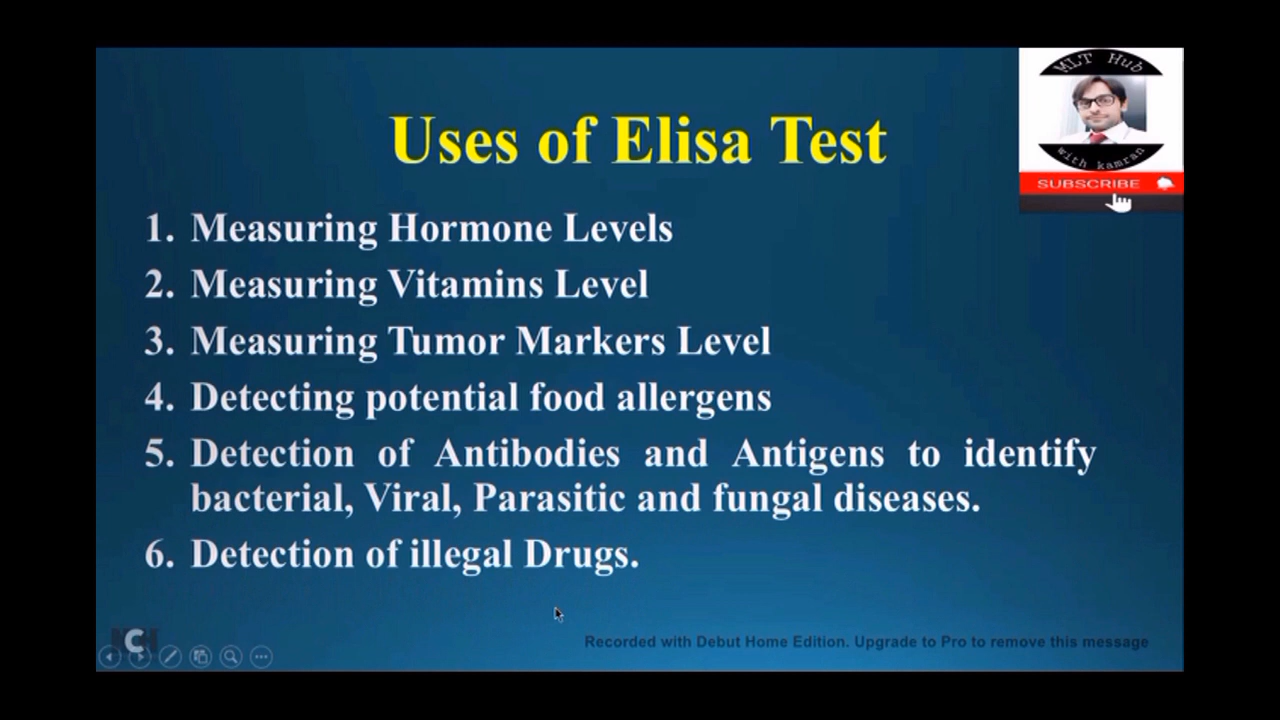 MLT Hub
with kamran
SUBSCRIBE
Uses of Elisa Test
1. Measuring Hormone Levels
2. Measuring Vitamins Level
3. Measuring Tumor Markers Level
4. Detecting potential food allergens
5. Detection of Antibodies and Antigens to identify
bacterial, Viral, Parasitic and fungal diseases.
6. Detection of illegal Drugs.
Recorded with Debut Home Edition. Upgrade to Pro to remove this message